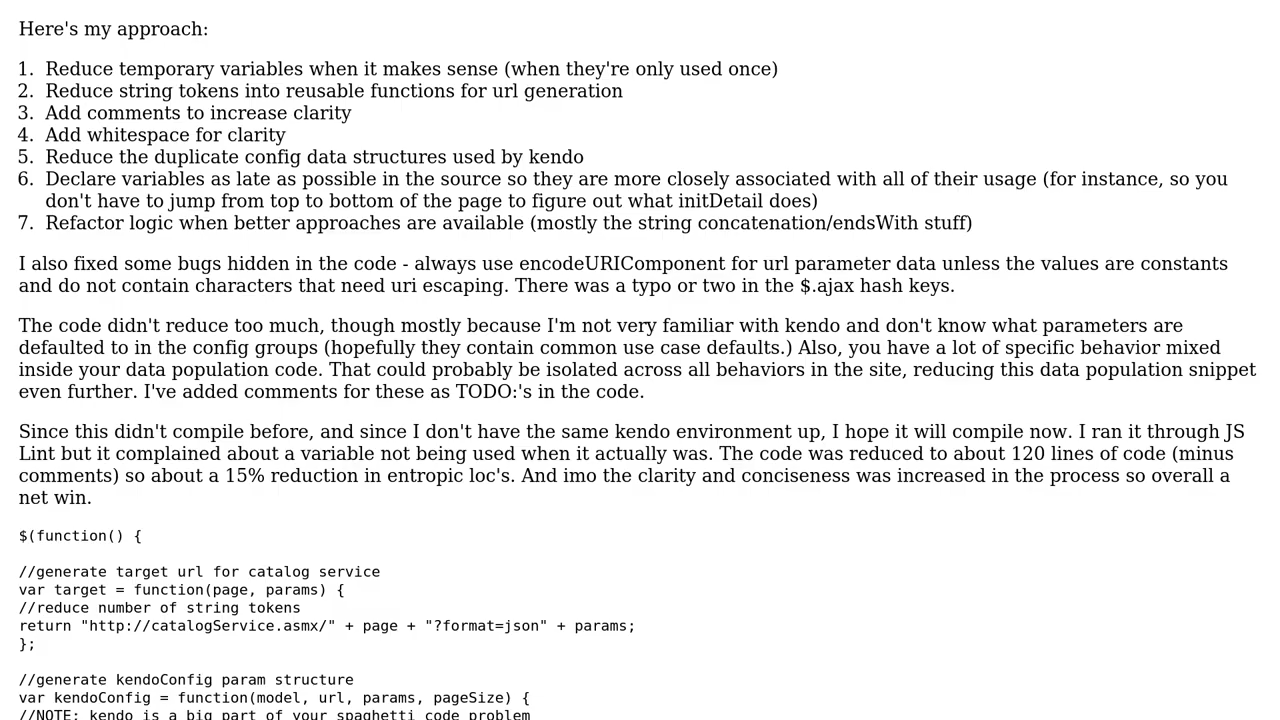 Here's my approach:
1. Reduce temporary variables when it makes sense (when they're only used once)
2. Reduce string tokens into reusable functions for url generation
3. Add comments to increase clarity
4. Add whitespace for clarity
5. Reduce the duplicate config data structures used by kendo
6. Declare variables as late as possible in the source so they are more closely associated with all of their usage (for instance, so you
don't have to jump from top to bottom of the page to figure out what initDetail does)
7. Refactor logic when better approaches are available (mostly the string concatenation/endsWith stuff)
I also fixed some bugs hidden in the code - always use encodeURIComponent for url parameter data unless the values are constants
and do not contain characters that need uri escaping. There was a typo or two in the $.ajax hash keys.
The code didn't reduce too much, though mostly because I'm not very familiar with kendo and don't know what parameters are
defaulted to in the config groups (hopefully they contain common use case defaults.) Also, you have a lot of specific behavior mixed
inside your data population code. That could probably be isolated across all behaviors in the site, reducing this data population snippet
even further. I've added comments for these as TODO:'s in the code.
Since this didn't compile before, and since I don't have the same kendo environment up, I hope it will compile now. I ran it through JS
Lint but it complained about a variable not being used when it actually was. The code was reduced to about 120 lines of code (minus
comments) so about a 15% reduction in entropic loc's. And imo the clarity and conciseness was increased in the process so overall a
net win.
$(function() {
//generate target url for catalog service
var target = function(page, params) {
//reduce number of string tokens
return "http://catalogService.asmx/" + page + "?format=json" + params;
};
//generate kendoConfig param structure
var kendoConfig = function(model, url, params, pageSize) {
//NOTE: kendo is a big part of your spaghetti code problem